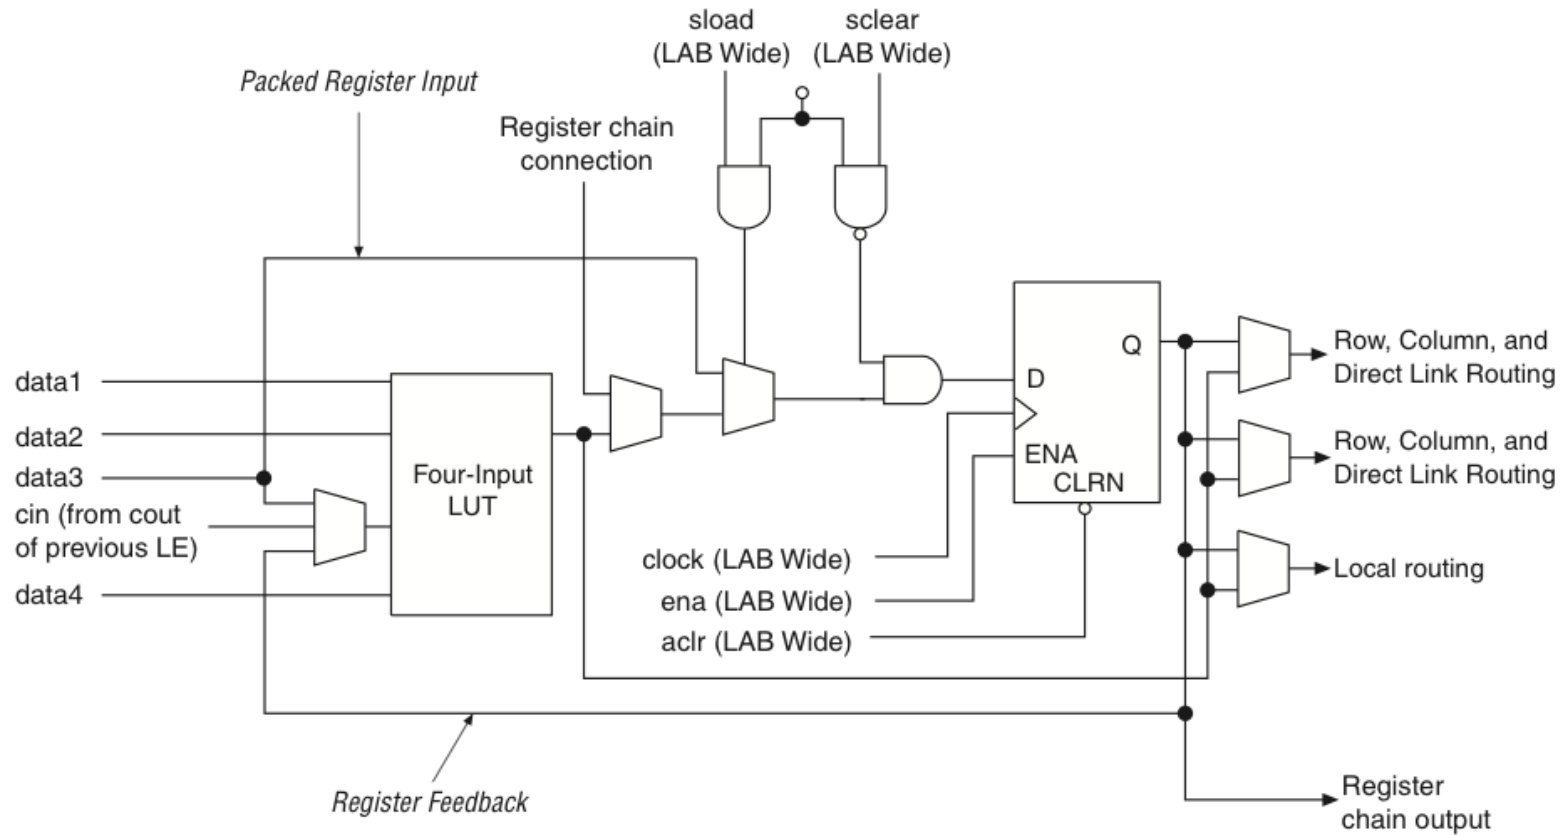 sload
(LAB Wide)
sclear
(LAB Wide)
Packed Register Input
Register chain
connection
data1
data2
data3
cin (from cout
of previous LE)
data4
Four-Input
LUT
D
Q
ENA
CLRN
clock (LAB Wide)
ena (LAB Wide)
aclr (LAB Wide)
Row, Column, and
Direct Link Routing
Row, Column, and
Direct Link Routing
Local routing
Register Feedback
Register
chain output